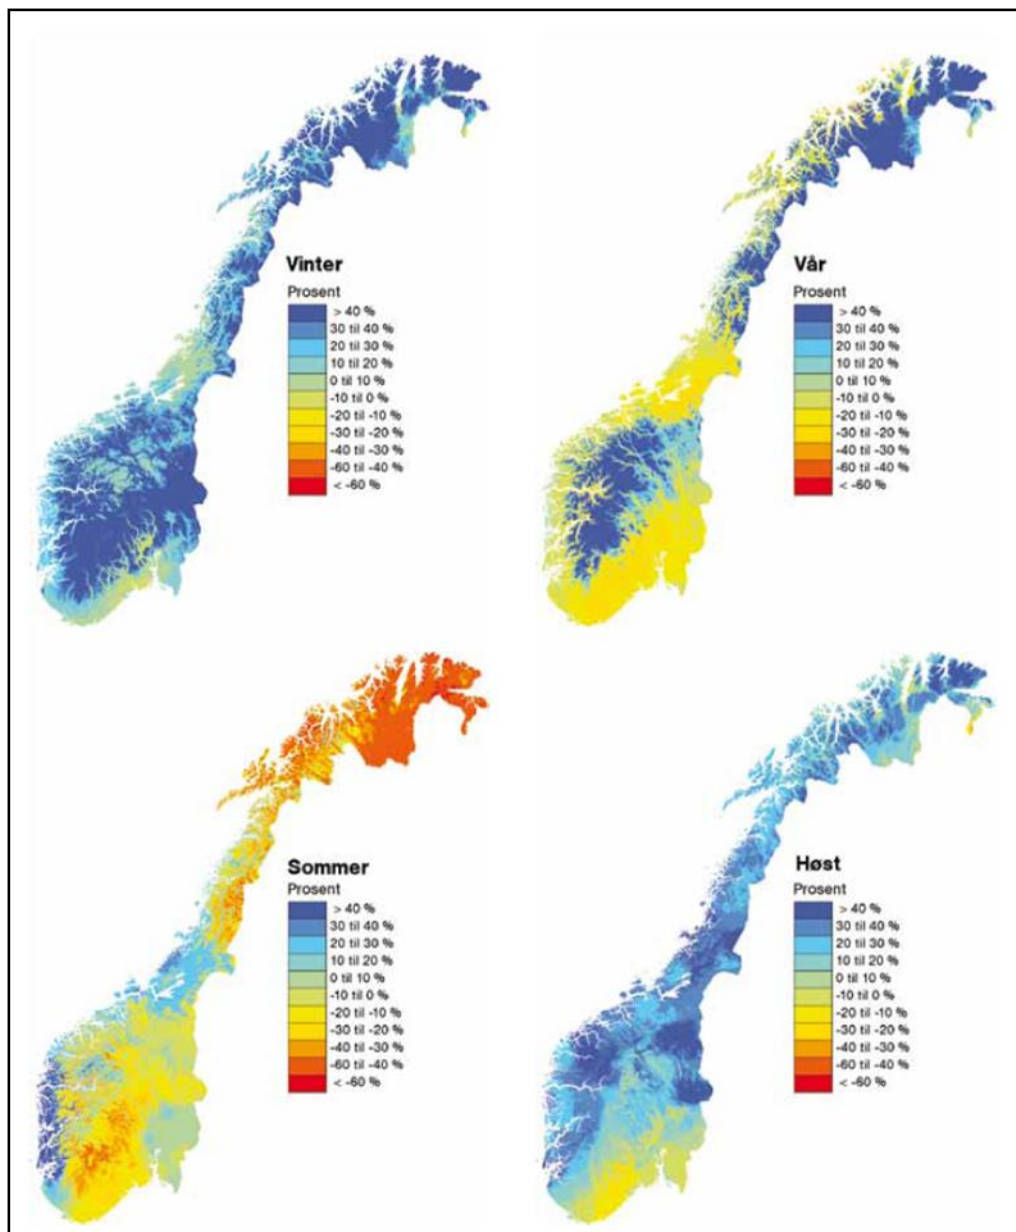 Vinter
Prosent
> 40 %
30 til 40 %
20 til 30 %
10 til 20 %
0 til 10 %
-10 til 0 %
-20 til -10 %
-30 til -20 %
-40 til -30 %
-60 til -40 %
< -60 %
Vår
Prosent
> 40 %
30 til 40 %
20 til 30 %
10 til 20 %
0 til 10 %
-10 til 0 %
-20 til -10 %
-30 til -20 %
-40 til -30 %
-60 til -40 %
< -60 %
Sommer
Prosent
> 40 %
30 til 40 %
20 til 30 %
10 til 20 %
0 til 10 %
-10 til 0 %
-20 til -10 %
-30 til -20 %
-40 til -30 %
-60 til -40 %
< -60 %
Høst
Prosent
> 40 %
30 til 40 %
20 til 30 %
10 til 20 %
0 til 10 %
-10 til 0 %
-20 til -10 %
-30 til -20 %
-40 til -30 %
-60 til -40 %
< -60 %